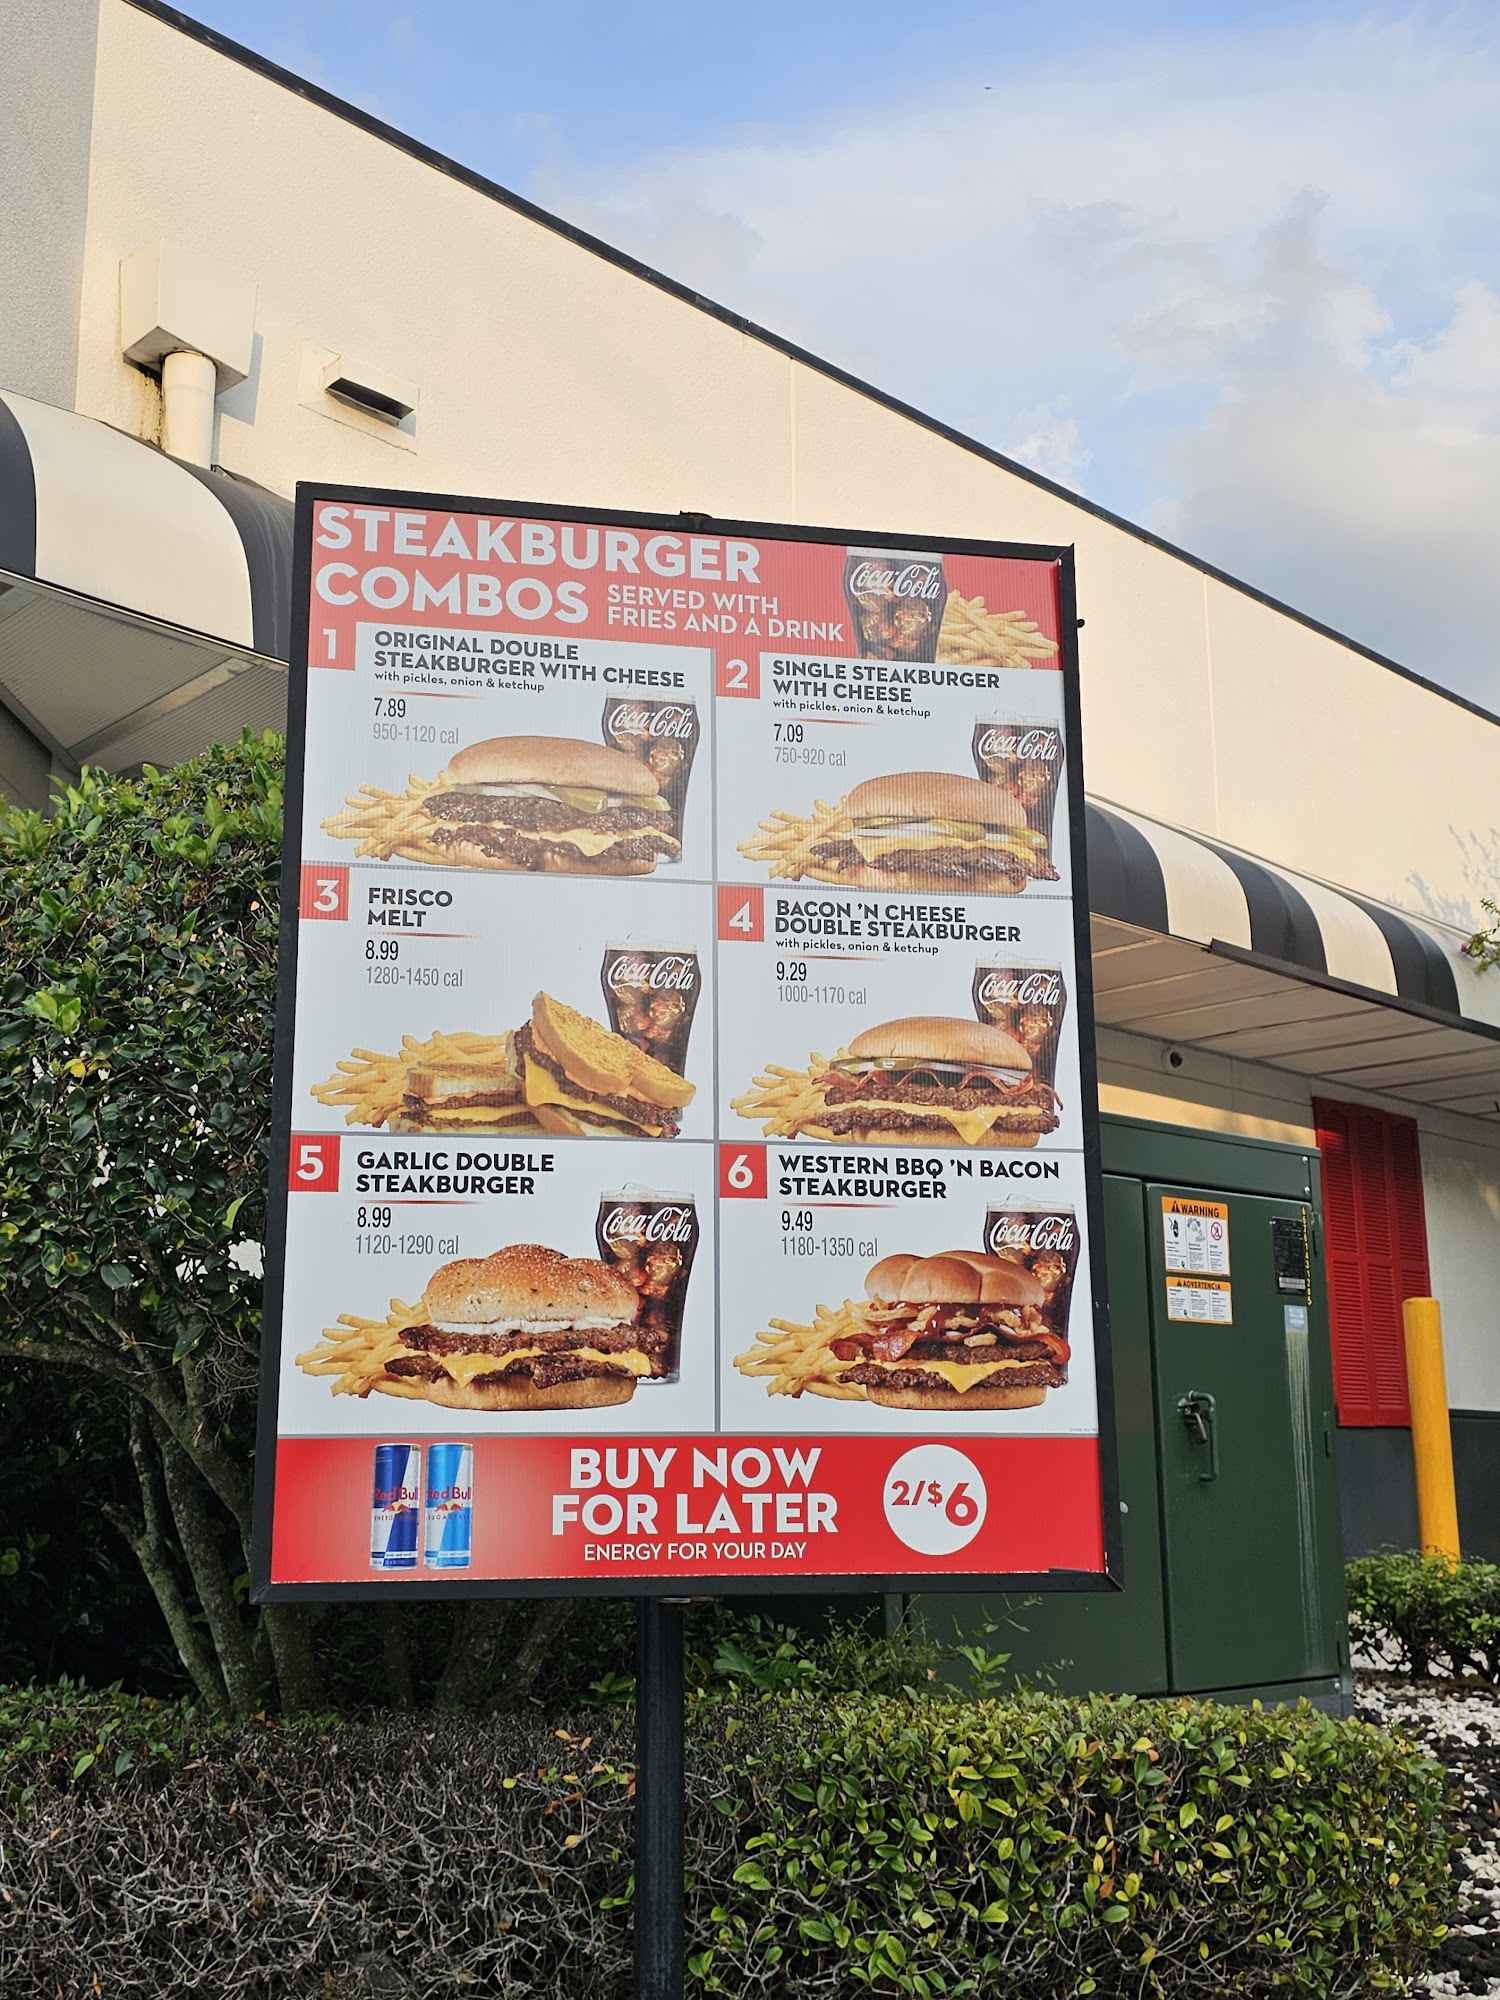 STEAKBURGER
COMBOS
SERVED WITH
FRIES AND A DRINK
Coca-Cola
1
ORIGINAL DOUBLE
STEAKBURGER WITH CHEESE
with pickles, onion & ketchup
7.89
950-1120 cal
Coca-Cola
2
SINGLE STEAKBURGER
WITH CHEESE
with pickles, onion & ketchup
7.09
750-920 cal
Coca-Cola
3
FRISCO
MELT
8.99
1280-1450 cal
Coca-Cola
4
BACON 'N CHEESE
DOUBLE STEAKBURGER
with pickles, onion & ketchup
9.29
1000-1170 cal
Coca-Cola
5
GARLIC DOUBLE
STEAKBURGER
8.99
1120-1290 cal
Coca-Cola
6
WESTERN BBQ 'N BACON
STEAKBURGER
9.49
1180-1350 cal
Coca-Cola
Red Bull
Red Bull
BUY NOW
FOR LATER
ENERGY FOR YOUR DAY
2/$6
WARNING
ADVERTENCIA